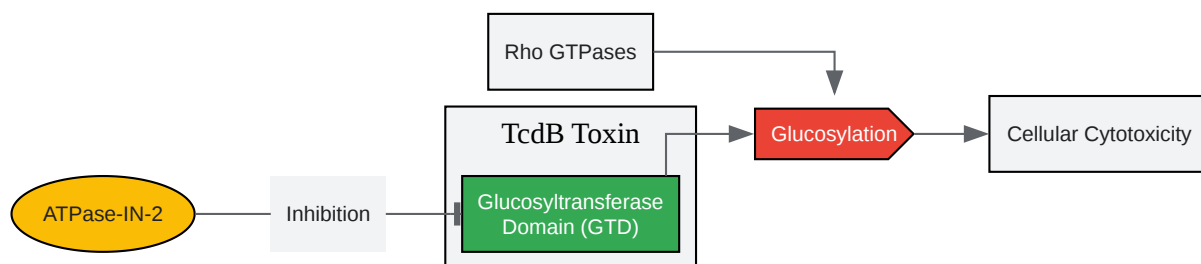 Rho GTPases
TcdB Toxin
Glucosylation
Cellular Cytotoxicity
ATPase-IN-2
Inhibition
Glucosyltransferase
Domain (GTD)